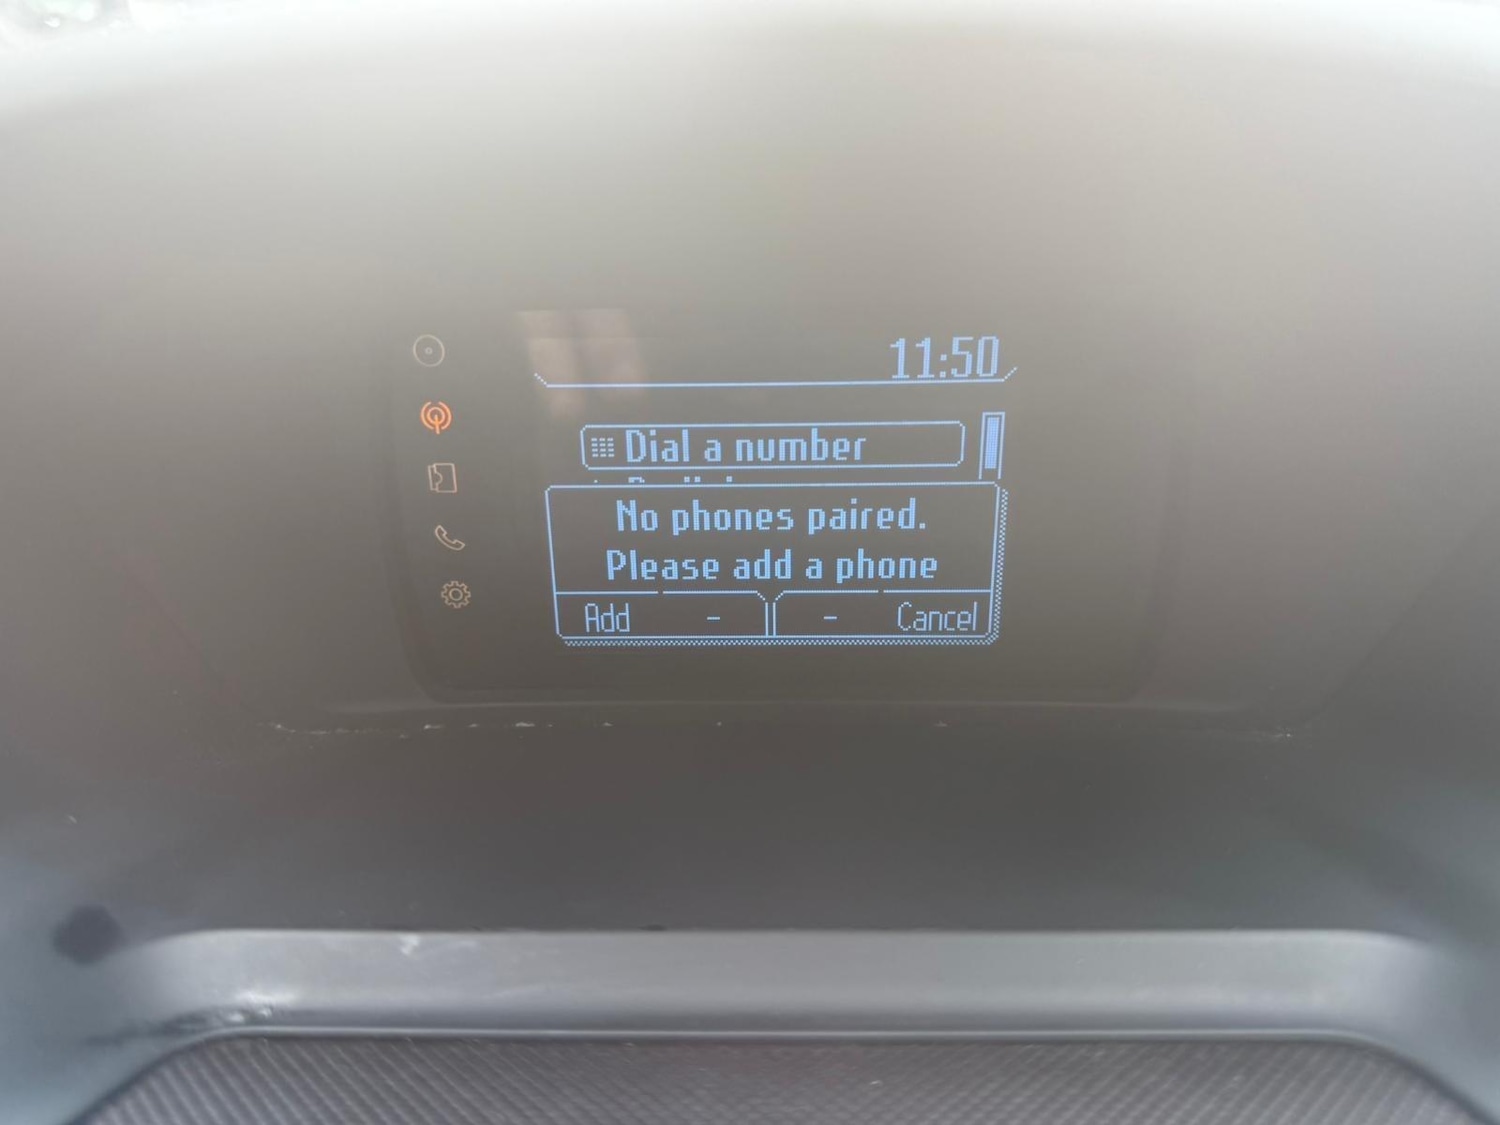 11:50
Dial a number
No phones paired.
Please add a phone
Add - - Cancel